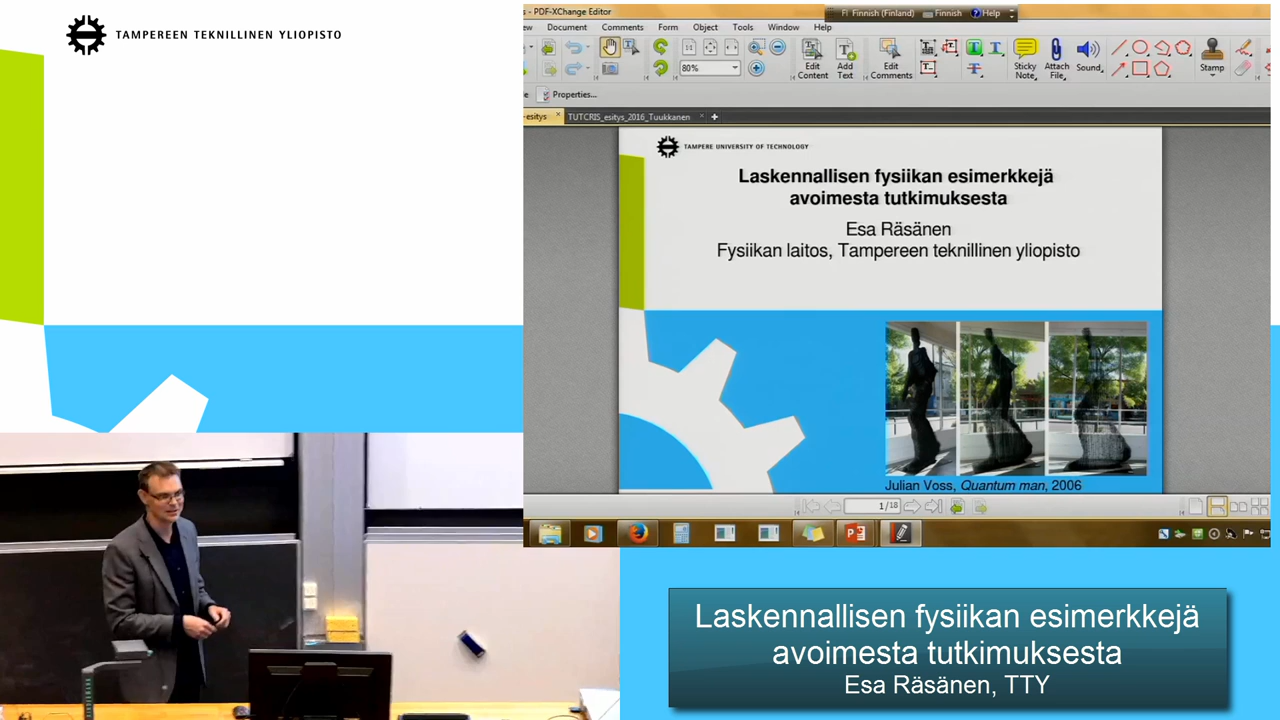 TAMPEREEN TEKNILLINEN YLIOPISTO
s - PDF-XChange Editor
FI Finnish (Finland) Finnish Help
ew Document Comments Form Object Tools Window Help
80%
Edit Content
Add Text
Edit Comments
Sticky Note
Attach File
Sound
Stamp
Properties...
-esitys x TUTCRIS_esitys_2016_Tuukkanen x
TAMPERE UNIVERSITY OF TECHNOLOGY
Laskennallisen fysiikan esimerkkejä
avoimesta tutkimuksesta
Esa Räsänen
Fysiikan laitos, Tampereen teknillinen yliopisto
Julian Voss, Quantum man, 2006
1/18
Laskennallisen fysiikan esimerkkejä
avoimesta tutkimuksesta
Esa Räsänen, TTY